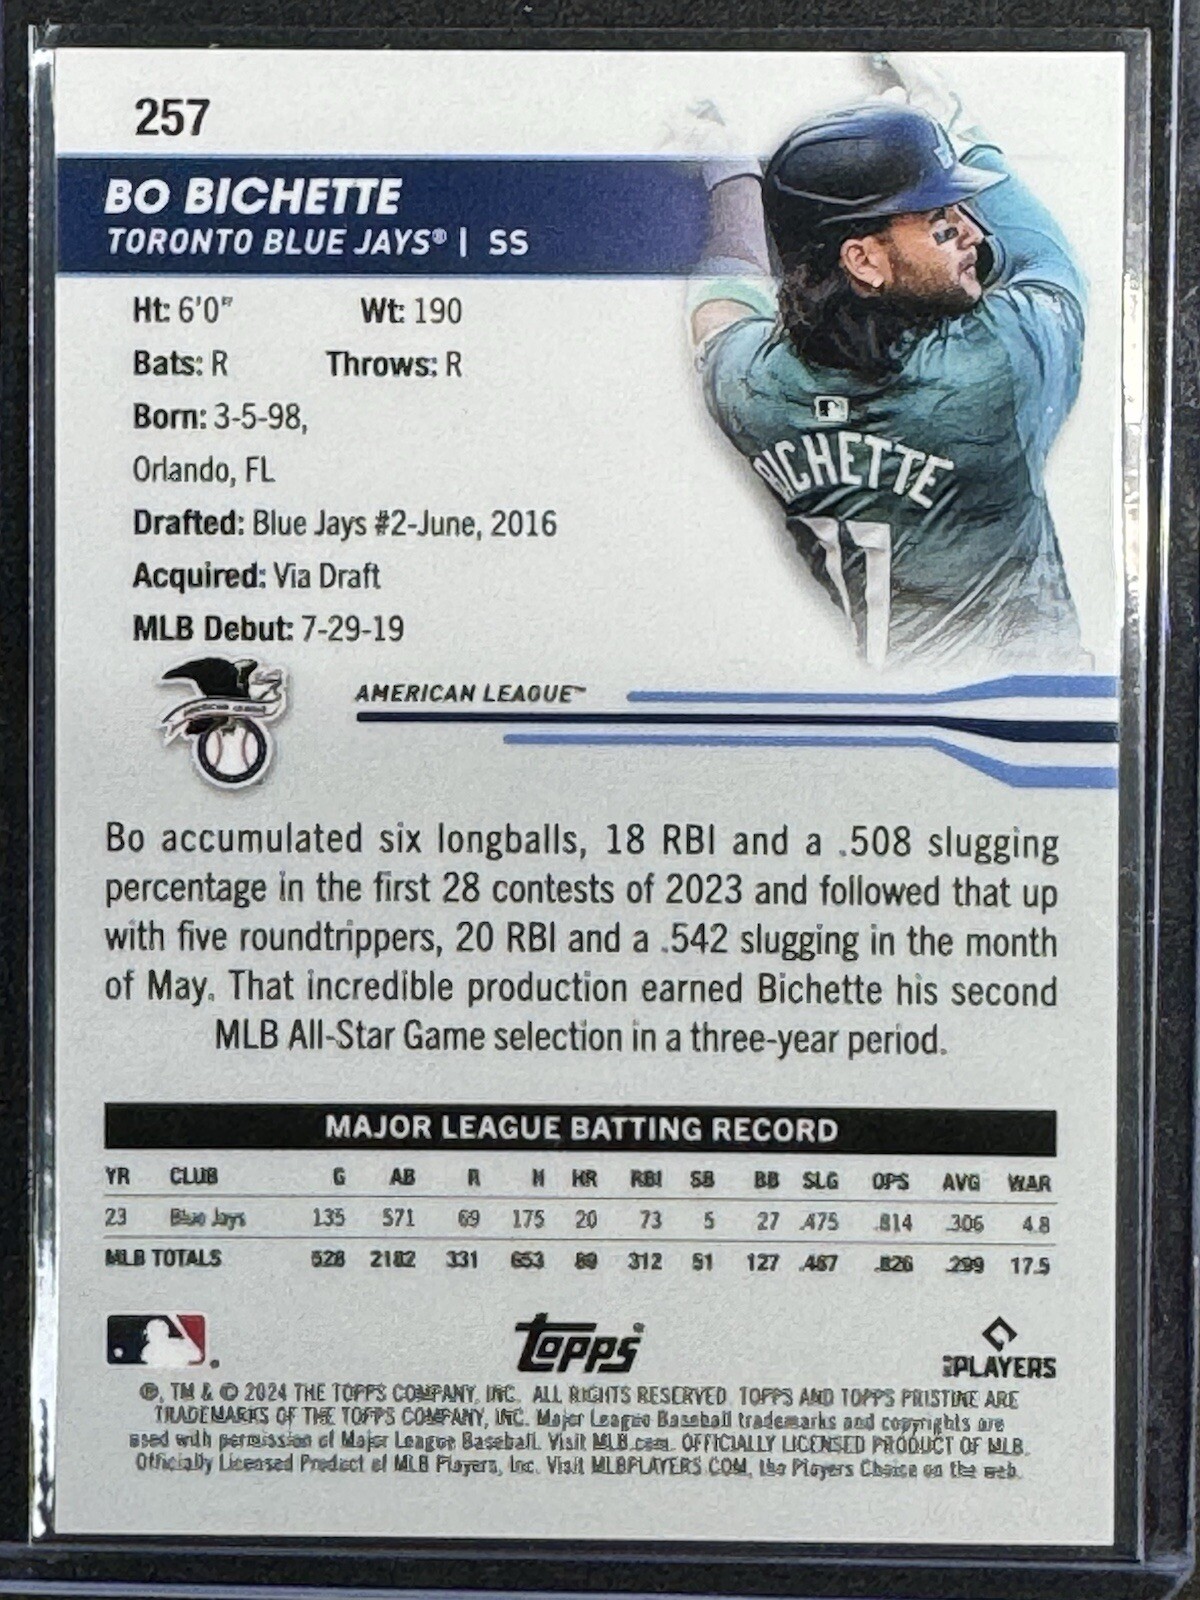 257
BO BICHETTE
TORONTO BLUE JAYS® | SS
Ht: 6'0" Wt: 190
Bats: R Throws: R
Born: 3-5-98,
Orlando, FL
Drafted: Blue Jays #2-June, 2016
Acquired: Via Draft
MLB Debut: 7-29-19
BICHETTE
11
AMERICAN LEAGUE™
Bo accumulated six longballs, 18 RBI and a .508 slugging
percentage in the first 28 contests of 2023 and followed that up
with five roundtrippers, 20 RBI and a .542 slugging in the month
of May. That incredible production earned Bichette his second
MLB All-Star Game selection in a three-year period.
MAJOR LEAGUE BATTING RECORD
YR CLUB G AB R H HR RBI SB BB SLG OPS AVG WAR
23 Blue Jays 135 571 69 175 20 73 5 27 .475 .814 .306 4.8
MLB TOTALS 528 2182 331 653 89 312 51 127 .487 .826 .299 17.5
Topps
PLAYERS
®, TM & © 2024 THE TOPPS COMPANY, INC. ALL RIGHTS RESERVED. TOPPS AND TOPPS PRISTINE ARE
TRADEMARKS OF THE TOPPS COMPANY, INC. Major League Baseball trademarks and copyrights are
used with permission of Major League Baseball. Visit MLB.com. OFFICIALLY LICENSED PRODUCT OF MLB
Officially Licensed Product of MLB Players, Inc. Visit MLBPLAYERS.COM, the Players Choice on the web.